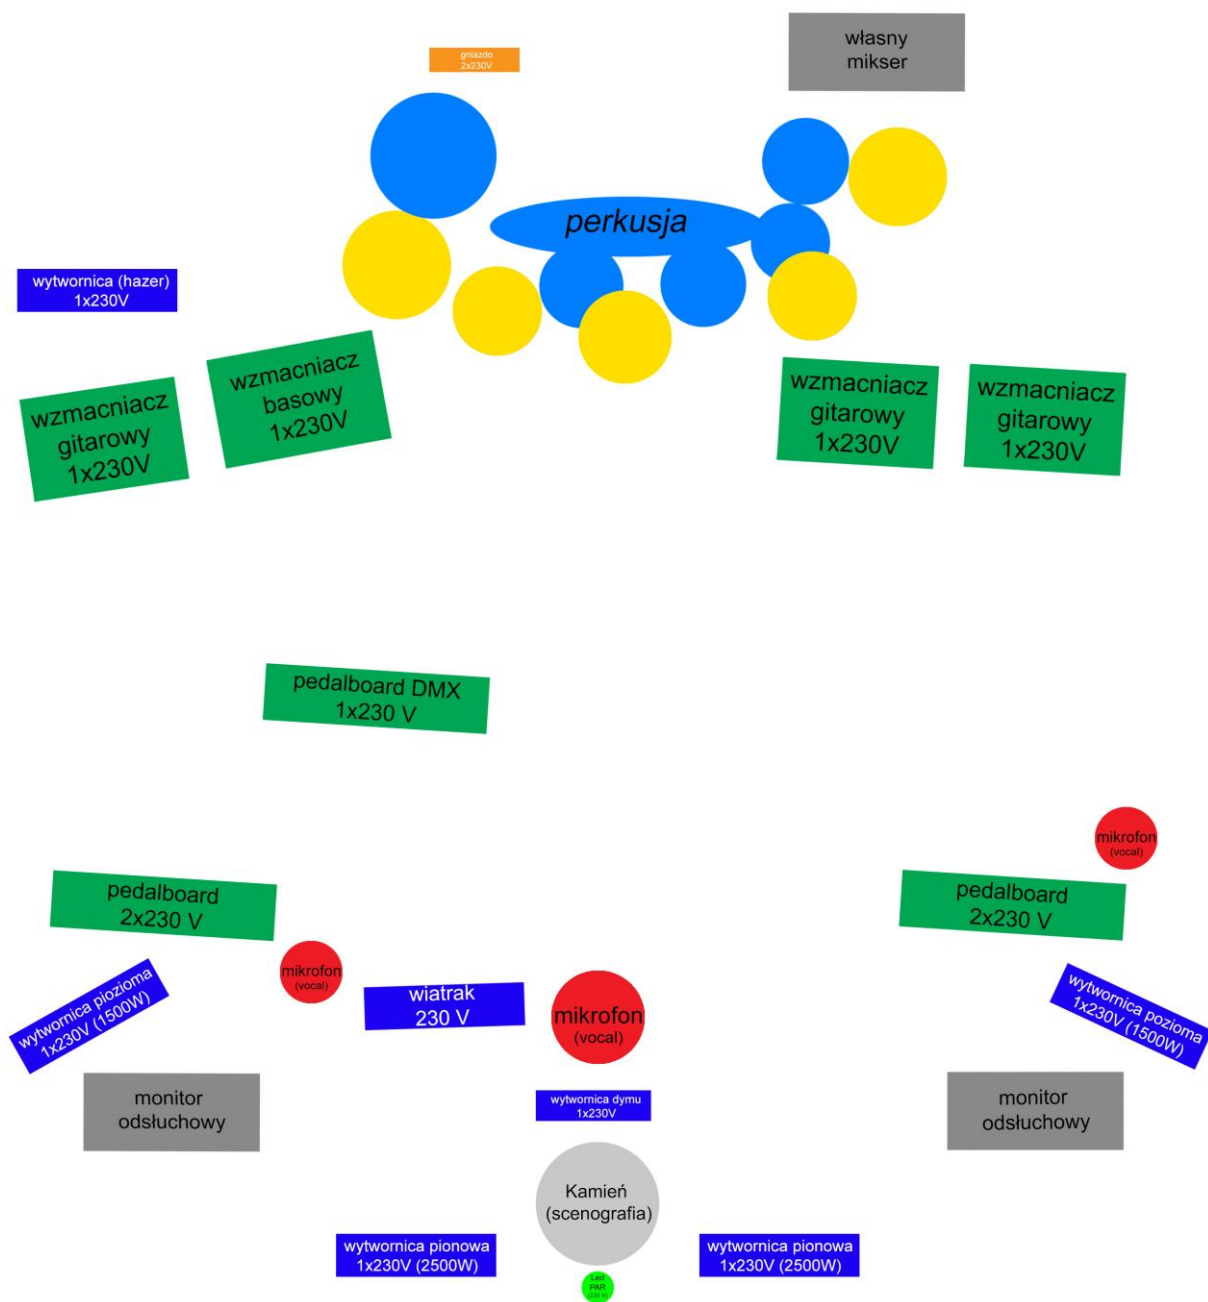 gniazdo
2x230V
własny
mikser
perkusja
wytwornica (hazer)
1x230V
wzmacniacz
gitarowy
1x230V
wzmacniacz
basowy
1x230V
wzmacniacz
gitarowy
1x230V
wzmacniacz
gitarowy
1x230V
pedalboard DMX
1x230 V
mikrofon
(vocal)
pedalboard
2x230 V
pedalboard
2x230 V
wytwornica piozioma
1x230V (1500W)
mikrofon
(vocal)
wiatrak
230 V
mikrofon
(vocal)
wytwornica pozioma
1x230V (1500W)
monitor
odsłuchowy
wytwornica dymu
1x230V
monitor
odsłuchowy
Kamień
(scenografia)
wytwornica pionowa
1x230V (2500W)
wytwornica pionowa
1x230V (2500W)
Led
PAR
(230 V)